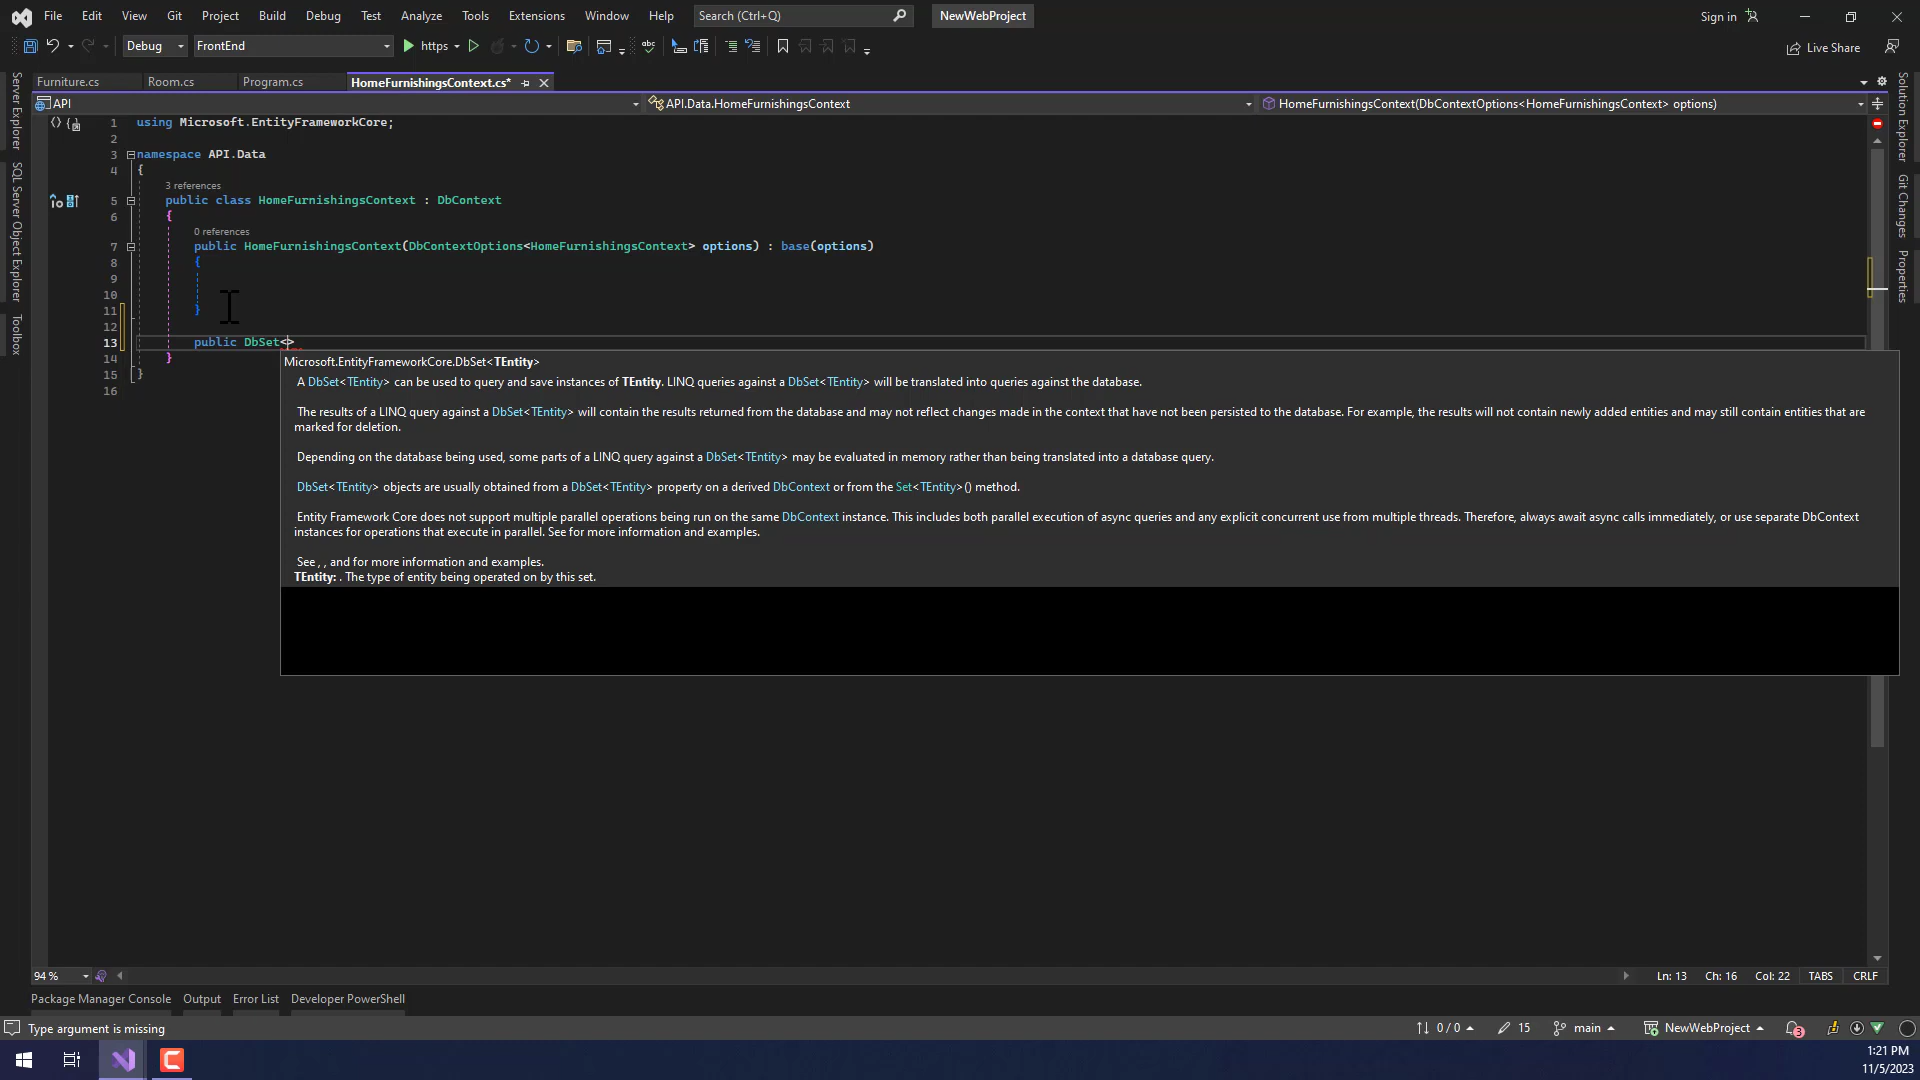 File Edit View Git Project Build Debug Test Analyze Tools Extensions Window Help Search (Ctrl+Q) NewWebProject Sign in
Debug FrontEnd https Live Share
Furniture.cs Room.cs Program.cs HomeFurnishingsContext.cs*
API API.Data.HomeFurnishingsContext HomeFurnishingsContext(DbContextOptions<HomeFurnishingsContext> options)
Server Explorer
SQL Server Object Explorer
Toolbox
Solution Explorer
Git Changes
Properties
1 using Microsoft.EntityFrameworkCore;
2
3 namespace API.Data
4 {
3 references
5 public class HomeFurnishingsContext : DbContext
6 {
0 references
7 public HomeFurnishingsContext(DbContextOptions<HomeFurnishingsContext> options) : base(options)
8 {
9
10
11 }
12
13 public DbSet<>
14 }
15 }
16
Microsoft.EntityFrameworkCore.DbSet<TEntity>
A DbSet<TEntity> can be used to query and save instances of TEntity. LINQ queries against a DbSet<TEntity> will be translated into queries against the database.
The results of a LINQ query against a DbSet<TEntity> will contain the results returned from the database and may not reflect changes made in the context that have not been persisted to the database. For example, the results will not contain newly added entities and may still contain entities that are
marked for deletion.
Depending on the database being used, some parts of a LINQ query against a DbSet<TEntity> may be evaluated in memory rather than being translated into a database query.
DbSet<TEntity> objects are usually obtained from a DbSet<TEntity> property on a derived DbContext or from the Set<TEntity>() method.
Entity Framework Core does not support multiple parallel operations being run on the same DbContext instance. This includes both parallel execution of async queries and any explicit concurrent use from multiple threads. Therefore, always await async calls immediately, or use separate DbContext
instances for operations that execute in parallel. See for more information and examples.
See , , and for more information and examples.
TEntity: . The type of entity being operated on by this set.
94 % Ln: 13 Ch: 16 Col: 22 TABS CRLF
Package Manager Console Output Error List Developer PowerShell
Type argument is missing 0 / 0 15 main NewWebProject 3
1:21 PM
11/5/2023